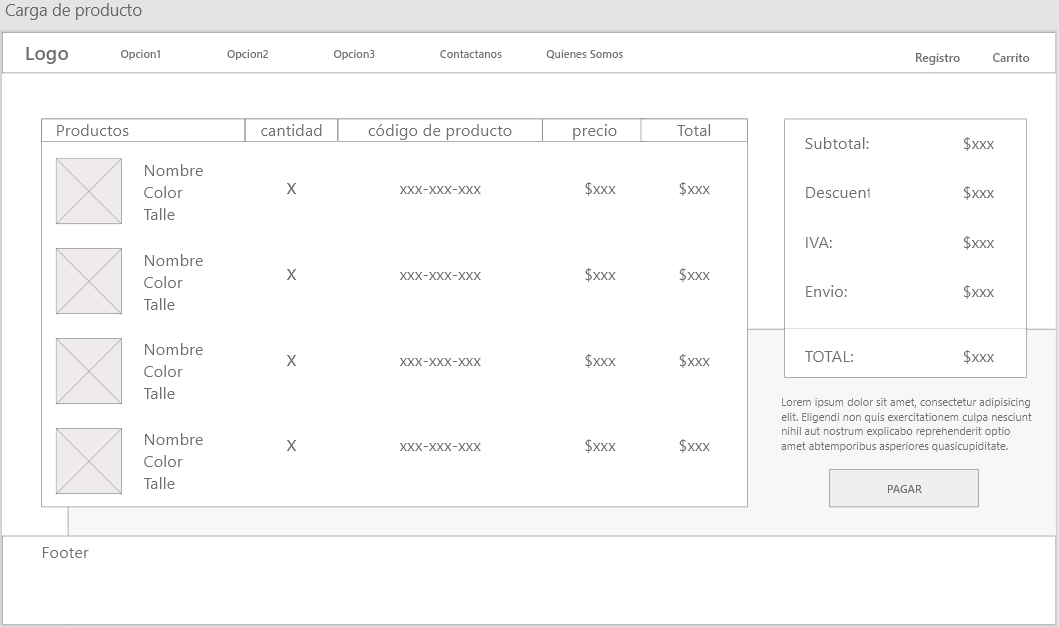 Carga de producto
Logo Opcion1 Opcion2 Opcion3 Contactanos Quienes Somos Registro Carrito
Productos cantidad código de producto precio Total
Nombre
Color
Talle
X xxx-xxx-xxx $xxx $xxx
Nombre
Color
Talle
X xxx-xxx-xxx $xxx $xxx
Nombre
Color
Talle
X xxx-xxx-xxx $xxx $xxx
Nombre
Color
Talle
X xxx-xxx-xxx $xxx $xxx
Subtotal: $xxx
Descuent $xxx
IVA: $xxx
Envio: $xxx
TOTAL: $xxx
Lorem ipsum dolor sit amet, consectetur adipisicing
elit. Eligendi non quis exercitationem culpa nesciunt
nihil aut nostrum explicabo reprehenderit optio
amet abtemporibus asperiores quasicupiditate.
PAGAR
Footer